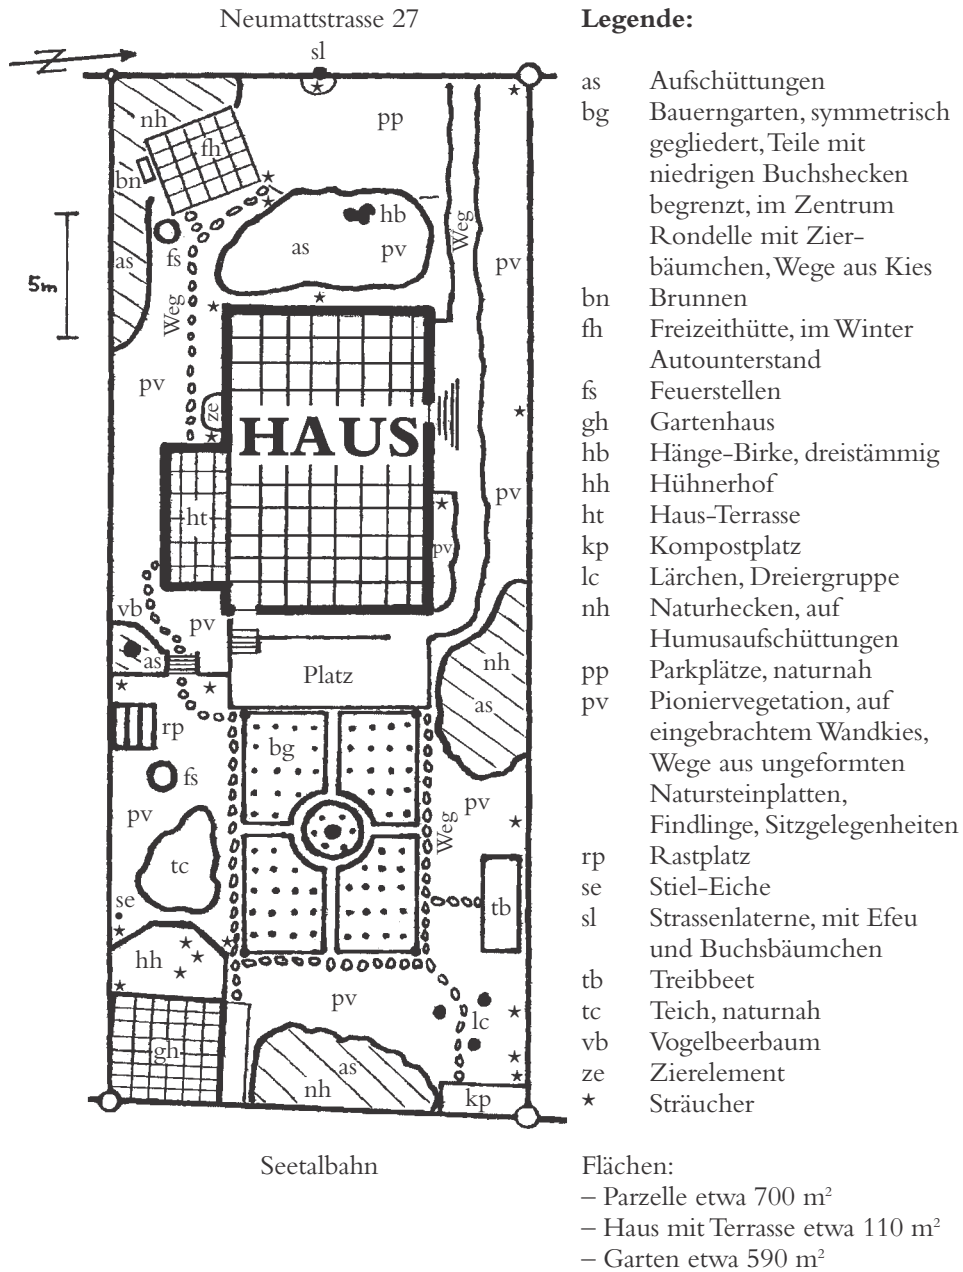 Neumattstrasse 27
Z
sl
as
nh
pp
fh
bn
hb
as
pv
Weg
fs
as
pv
5m
Weg
pv
ze
HAUS
pv
ht
pv
vb
pv
as
nh
Platz
as
rp
bg
fs
pv
pv
Weg
tc
se
tb
hh
pv
lc
gh
as
nh
kp
Seetalbahn
Legende:
as Aufschüttungen
bg Bauerngarten, symmetrisch
gegliedert, Teile mit
niedrigen Buchshecken
begrenzt, im Zentrum
Rondelle mit Zier-
bäumchen, Wege aus Kies
bn Brunnen
fh Freizeithütte, im Winter
Autounterstand
fs Feuerstellen
gh Gartenhaus
hb Hänge-Birke, dreistämmig
hh Hühnerhof
ht Haus-Terrasse
kp Kompostplatz
lc Lärchen, Dreiergruppe
nh Naturhecken, auf
Humusaufschüttungen
pp Parkplätze, naturnah
pv Pioniervegetation, auf
eingebrachtem Wandkies,
Wege aus ungeformten
Natursteinplatten,
Findlinge, Sitzgelegenheiten
rp Rastplatz
se Stiel-Eiche
sl Strassenlaterne, mit Efeu
und Buchsbäumchen
tb Treibbeet
tc Teich, naturnah
vb Vogelbeerbaum
ze Zierelement
★ Sträucher
Flächen:
– Parzelle etwa 700 m²
– Haus mit Terrasse etwa 110 m²
– Garten etwa 590 m²